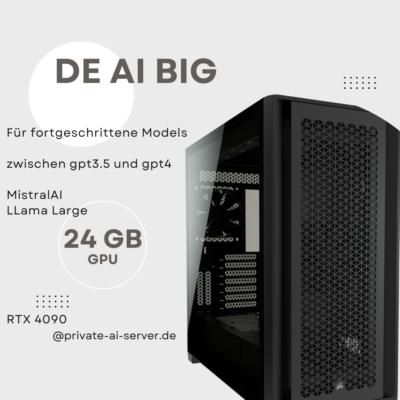 DE AI BIG
Für fortgeschrittene Models
zwischen gpt3.5 und gpt4
MistralAI
LLama Large
24 GB
GPU
RTX 4090
@private-ai-server.de